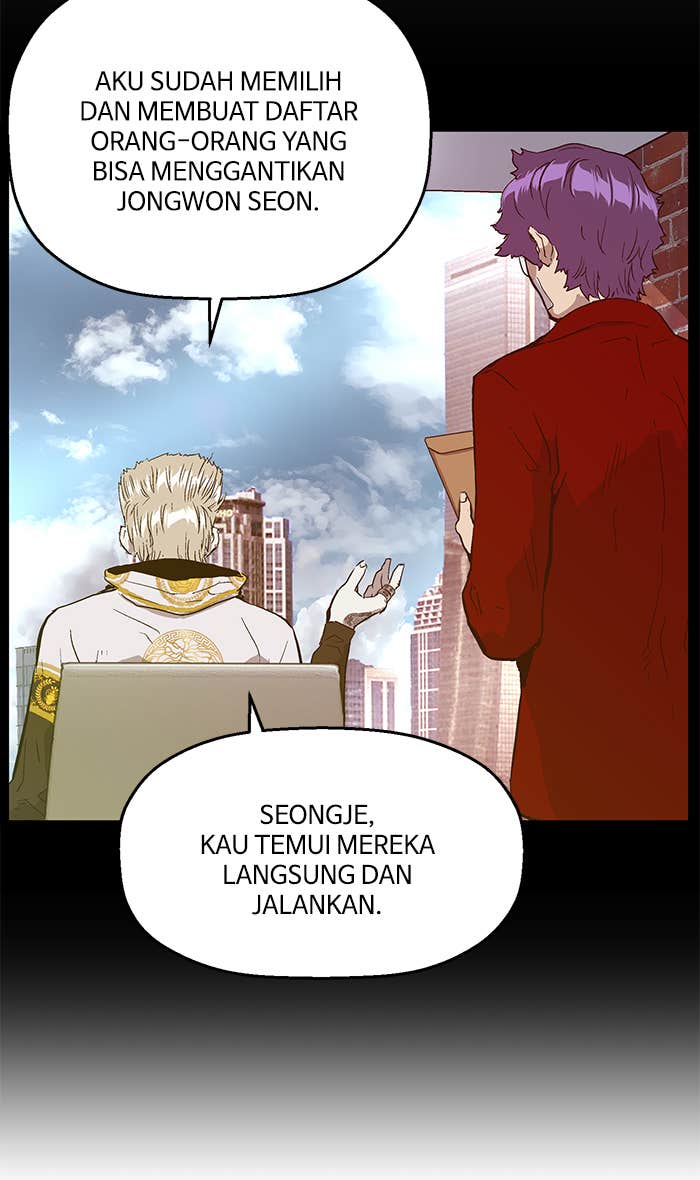 AKU SUDAH MEMILIH
DAN MEMBUAT DAFTAR
ORANG-ORANG YANG
BISA MENGGANTIKAN
JONGWON SEON.
SEONGJE,
KAU TEMUI MEREKA
LANGSUNG DAN
JALANKAN.